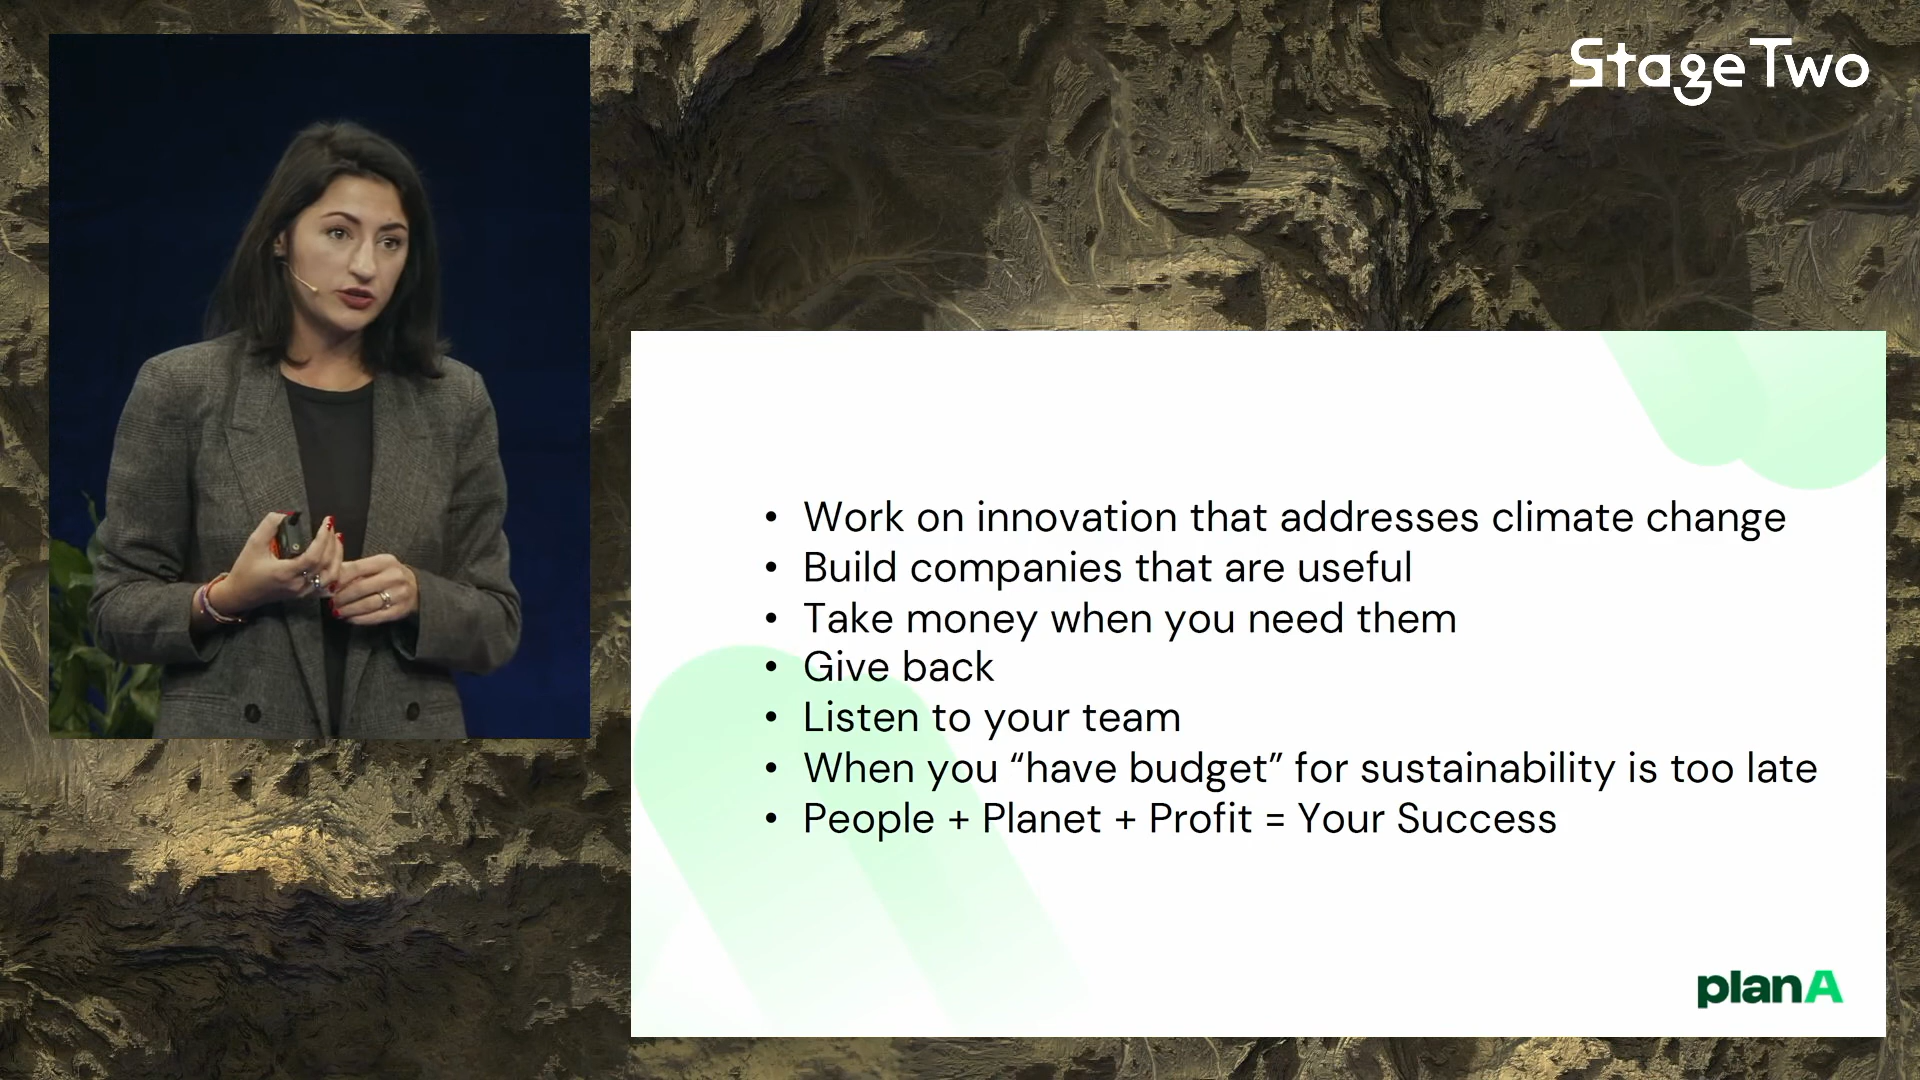 Stage Two
• Work on innovation that addresses climate change
• Build companies that are useful
• Take money when you need them
• Give back
• Listen to your team
• When you “have budget” for sustainability is too late
• People + Planet + Profit = Your Success
planA